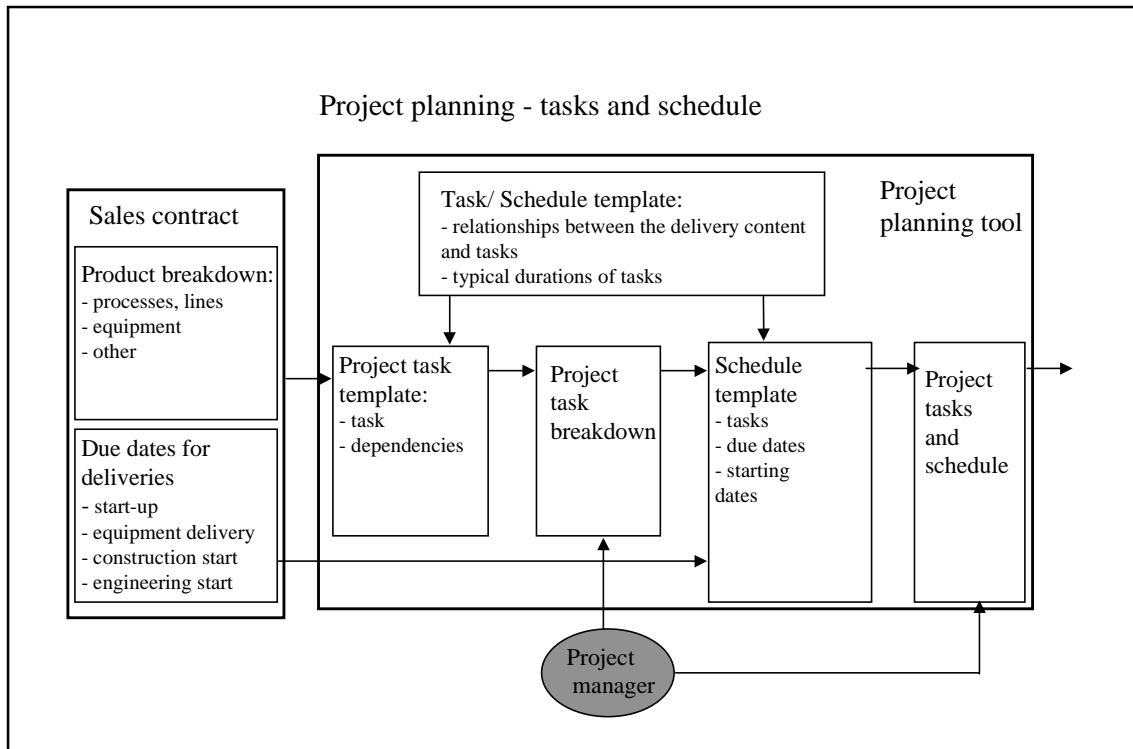 Project planning - tasks and schedule
Sales contract
Product breakdown:
- processes, lines
- equipment
- other
Due dates for
deliveries
- start-up
- equipment delivery
- construction start
- engineering start
Task/ Schedule template:
- relationships between the delivery content
and tasks
- typical durations of tasks
Project
planning tool
Project task
template:
- task
- dependencies
Project
task
breakdown
Schedule
template
- tasks
- due dates
- starting
dates
Project
tasks
and
schedule
Project
manager